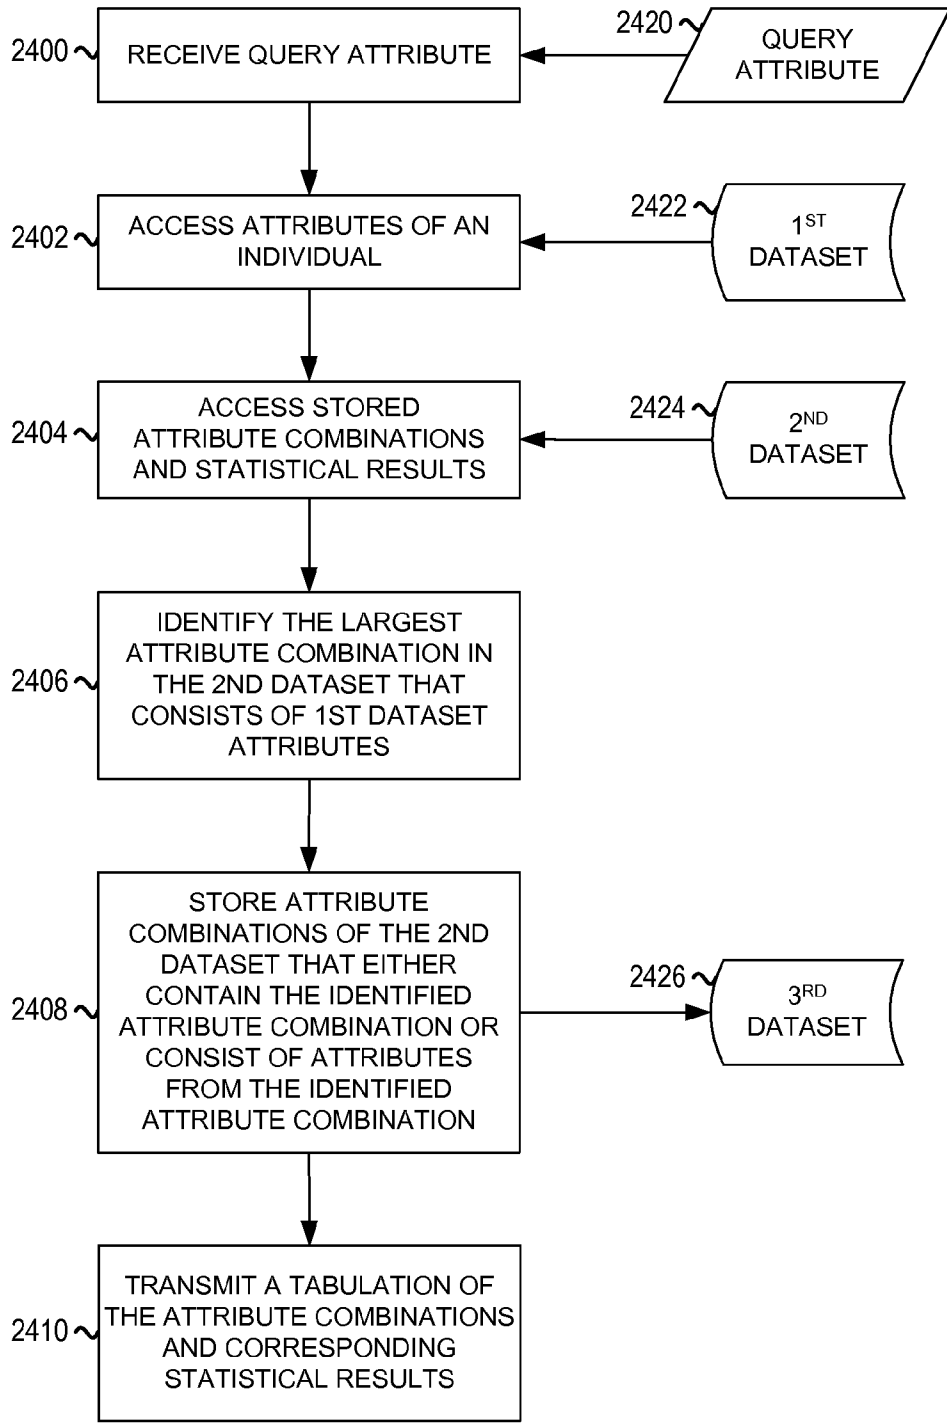 2400
RECEIVE QUERY ATTRIBUTE
2420
QUERY
ATTRIBUTE
2402
ACCESS ATTRIBUTES OF AN
INDIVIDUAL
2422
1ST
DATASET
2404
ACCESS STORED
ATTRIBUTE COMBINATIONS
AND STATISTICAL RESULTS
2424
2ND
DATASET
2406
IDENTIFY THE LARGEST
ATTRIBUTE COMBINATION IN
THE 2ND DATASET THAT
CONSISTS OF 1ST DATASET
ATTRIBUTES
2408
STORE ATTRIBUTE
COMBINATIONS OF THE 2ND
DATASET THAT EITHER
CONTAIN THE IDENTIFIED
ATTRIBUTE COMBINATION OR
CONSIST OF ATTRIBUTES
FROM THE IDENTIFIED
ATTRIBUTE COMBINATION
2426
3RD
DATASET
2410
TRANSMIT A TABULATION OF
THE ATTRIBUTE COMBINATIONS
AND CORRESPONDING
STATISTICAL RESULTS